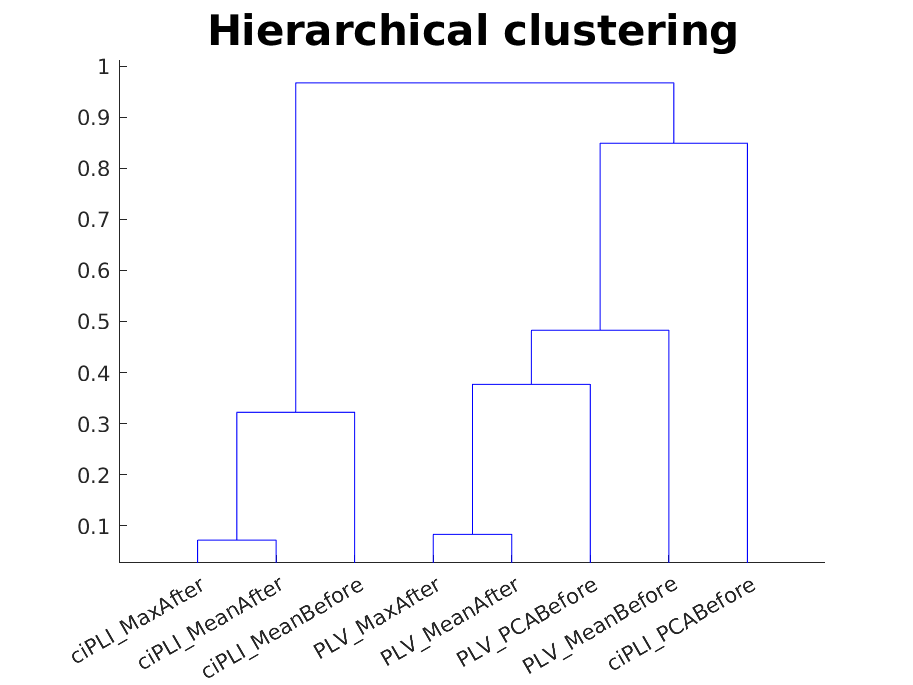 Hierarchical clustering
1
0.9
0.8
0.7
0.6
0.5
0.4
0.3
0.2
0.1
ciPLI_MaxAfter
ciPLI_MeanAfter
ciPLI_MeanBefore
PLV_MaxAfter
PLV_MeanAfter
PLV_PCABefore
PLV_MeanBefore
ciPLI_PCABefore